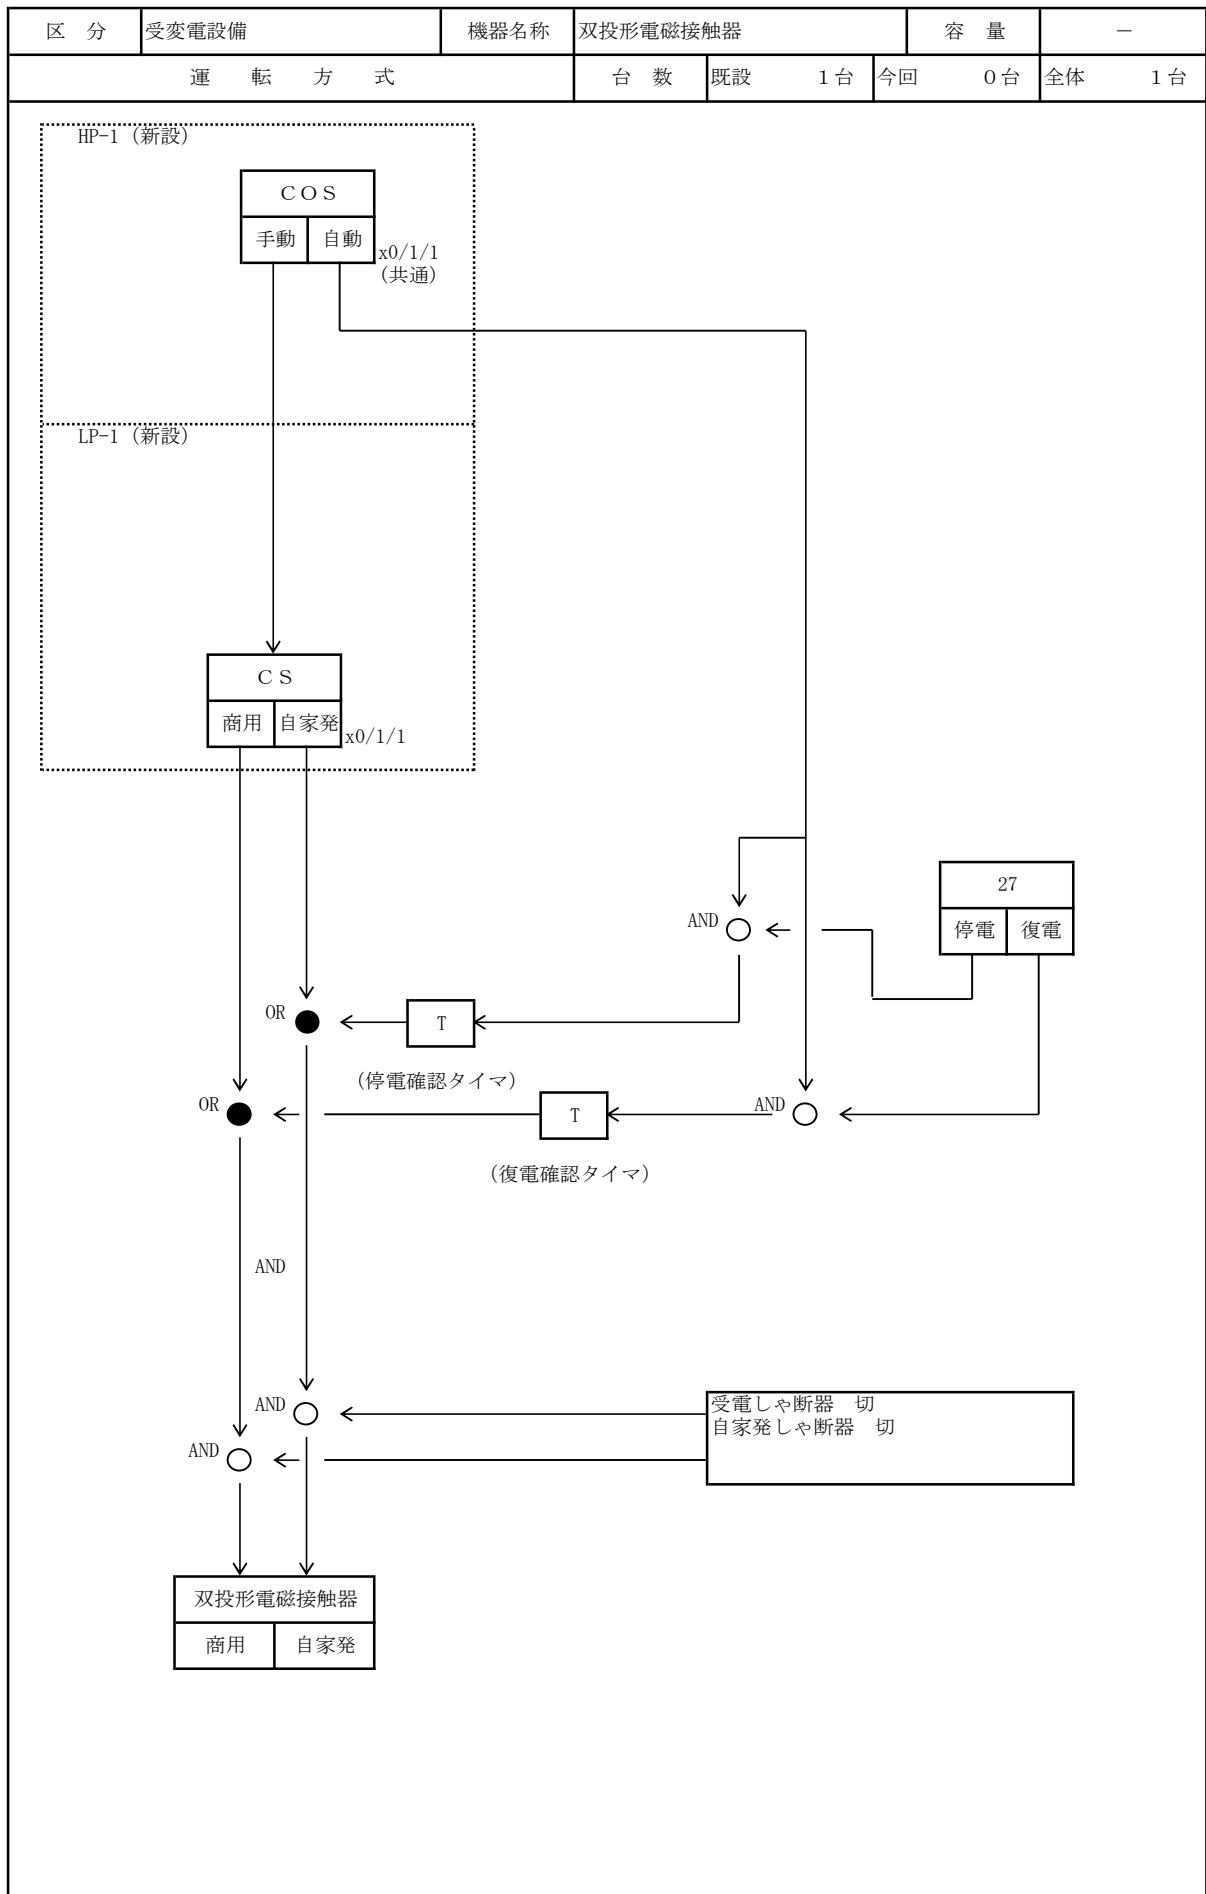 区　分　受変電設備　機器名称　双投形電磁接触器　容　量　－
運　転　方　式　台　数　既設　１台　今回　０台　全体　１台
HP-1（新設）
ＣＯＳ
手動　自動
x0/1/1
（共通）
LP-1（新設）
ＣＳ
商用　自家発
x0/1/1
27
停電　復電
AND
OR
T
（停電確認タイマ）
OR
T
AND
（復電確認タイマ）
AND
AND
受電しゃ断器　切
自家発しゃ断器　切
AND
双投形電磁接触器
商用　自家発